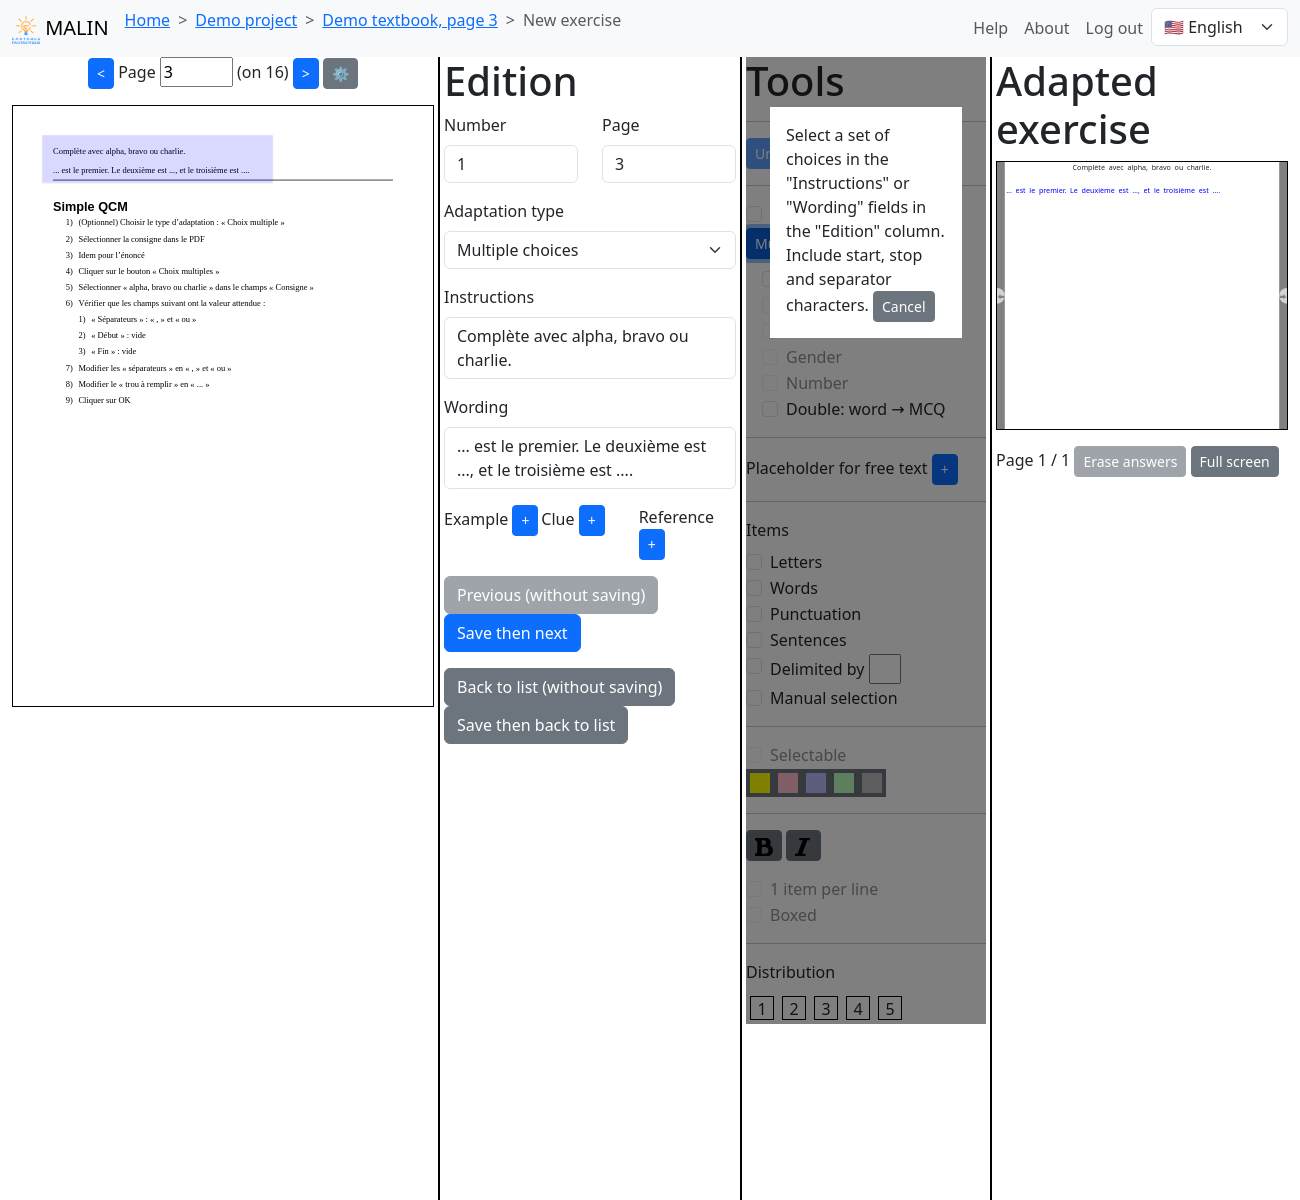 MALIN Home > Demo project > Demo textbook, page 3 > New exercise Help About Log out 🇺🇸 English
< Page 3 (on 16) > ⚙️
Complète avec alpha, bravo ou charlie.
... est le premier. Le deuxième est ..., et le troisième est ....
Simple QCM
1) (Optionnel) Choisir le type d'adaptation : « Choix multiple »
2) Sélectionner la consigne dans le PDF
3) Idem pour l'énoncé
4) Cliquer sur le bouton « Choix multiples »
5) Sélectionner « alpha, bravo ou charlie » dans le champs « Consigne »
6) Vérifier que les champs suivant ont la valeur attendue :
1) « Séparateurs » : « , » et « ou »
2) « Début » : vide
3) « Fin » : vide
7) Modifier les « séparateurs » en « , » et « ou »
8) Modifier le « trou à remplir » en « ... »
9) Cliquer sur OK
Edition
Number Page
1 3
Adaptation type
Multiple choices
Instructions
Complète avec alpha, bravo ou
charlie.
Wording
... est le premier. Le deuxième est
..., et le troisième est ....
Example + Clue + Reference
+
Previous (without saving)
Save then next
Back to list (without saving)
Save then back to list
Tools
Select a set of
choices in the
"Instructions" or
"Wording" fields in
the "Edition" column.
Include start, stop
and separator
characters. Cancel
Gender
Number
Double: word → MCQ
Placeholder for free text +
Items
Letters
Words
Punctuation
Sentences
Delimited by
Manual selection
Selectable
B I
1 item per line
Boxed
Distribution
1 2 3 4 5
Adapted
exercise
Complète avec alpha, bravo ou charlie.
... est le premier. Le deuxième est ..., et le troisième est ....
Page 1 / 1 Erase answers Full screen